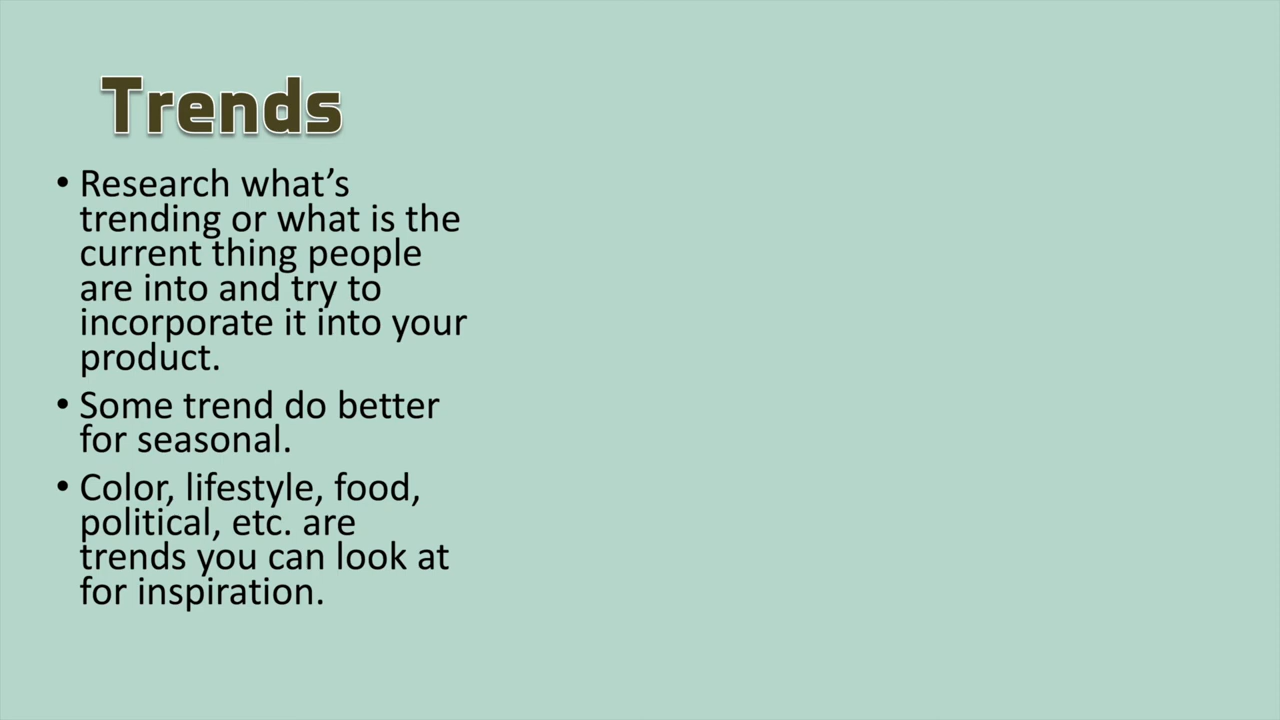 Trends
• Research what’s
trending or what is the
current thing people
are into and try to
incorporate it into your
product.
• Some trend do better
for seasonal.
• Color, lifestyle, food,
political, etc. are
trends you can look at
for inspiration.